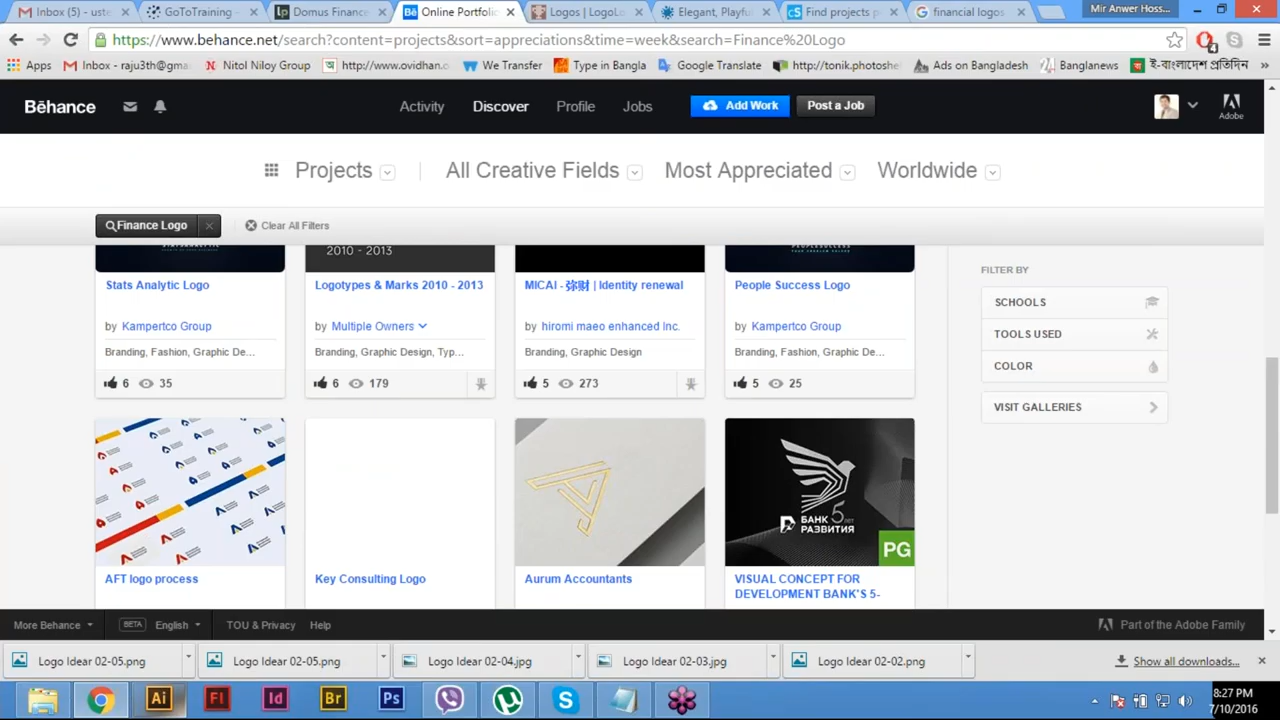 Inbox (5) - uste
GoToTraining -
Domus Finance
Online Portfolio
Logos | LogoLo
Elegant, Playfu
Find projects p
financial logos
Mir Anwer Hoss...
https://www.behance.net/search?content=projects&sort=appreciations&time=week&search=Finance%20Logo
4
Apps
Inbox - raju3th@gma
Nitol Niloy Group
http://www.ovidhan.o
We Transfer
Type in Bangla
Google Translate
http://tonik.photoshe
Ads on Bangladesh
Banglanews
ই-বাংলাদেশ প্রতিদিন
»
Bēhance
Activity
Discover
Profile
Jobs
Add Work
Post a Job
Adobe
Projects
All Creative Fields
Most Appreciated
Worldwide
Finance Logo
Clear All Filters
2010 - 2013
Stats Analytic Logo
Logotypes & Marks 2010 - 2013
MICAI - 弥財 | Identity renewal
People Success Logo
by Kampertco Group
by Multiple Owners
by hiromi maeo enhanced Inc.
by Kampertco Group
Branding, Fashion, Graphic De...
Branding, Graphic Design, Typ...
Branding, Graphic Design
Branding, Fashion, Graphic De...
6 35
6 179
5 273
5 25
FILTER BY
SCHOOLS
TOOLS USED
COLOR
VISIT GALLERIES
БАНК 5 лет
РАЗВИТИЯ
PG
AFT logo process
Key Consulting Logo
Aurum Accountants
VISUAL CONCEPT FOR
DEVELOPMENT BANK'S 5-
More Behance
BETA
English
TOU & Privacy
Help
Part of the Adobe Family
Logo Idear 02-05.png
Logo Idear 02-05.png
Logo Idear 02-04.jpg
Logo Idear 02-03.jpg
Logo Idear 02-02.png
Show all downloads...
Ai
Fl
Id
Br
Ps
8:27 PM
7/10/2016